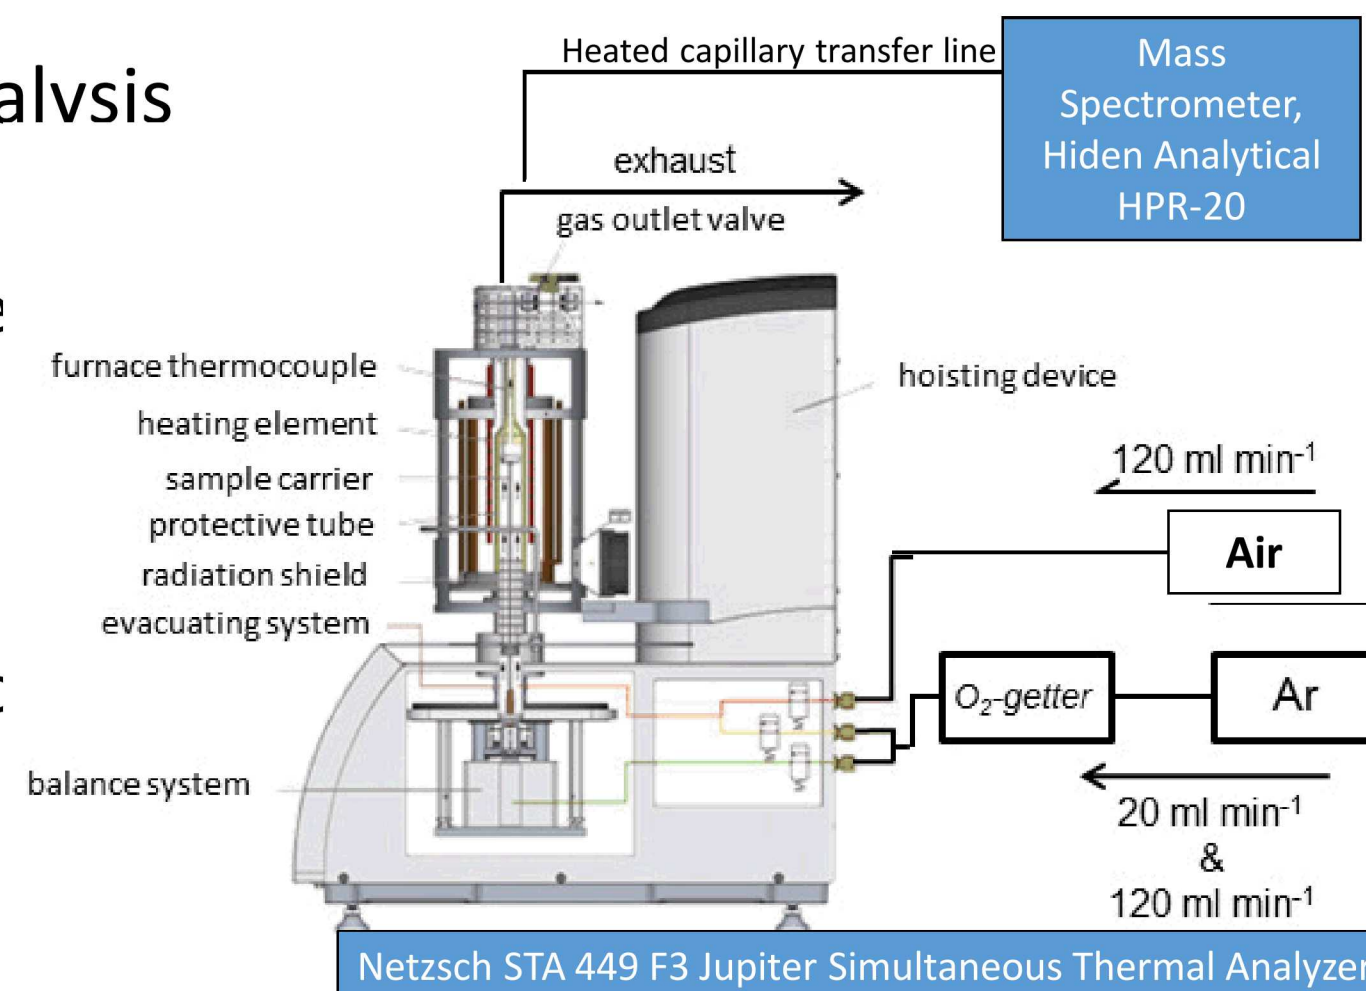 Heated capillary transfer line
Mass
Spectrometer,
Hiden Analytical
HPR-20
alysis
exhaust
gas outlet valve
furnace thermocouple
heating element
sample carrier
protective tube
radiation shield
evacuating system
balance system
hoisting device
120 ml min⁻¹
Air
O₂-getter
Ar
20 ml min⁻¹
&
120 ml min⁻¹
Netzsch STA 449 F3 Jupiter Simultaneous Thermal Analyzer